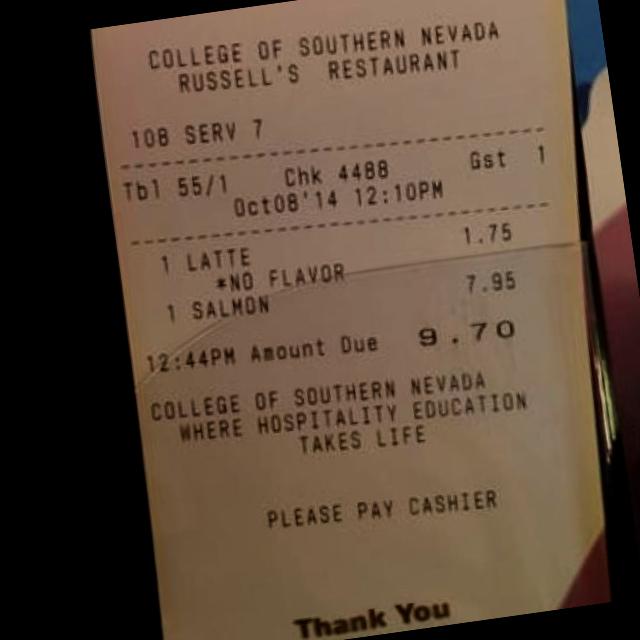 COLLEGE OF SOUTHERN NEVADA
RUSSELL'S RESTAURANT
108 SERV 7
Tbl 55/1 Chk 4488 Gst 1
Oct08'14 12:10PM
1 LATTE 1.75
*NO FLAVOR
1 SALMON 7.95
12:44PM Amount Due 9.70
COLLEGE OF SOUTHERN NEVADA
WHERE HOSPITALITY EDUCATION
TAKES LIFE
PLEASE PAY CASHIER
Thank You